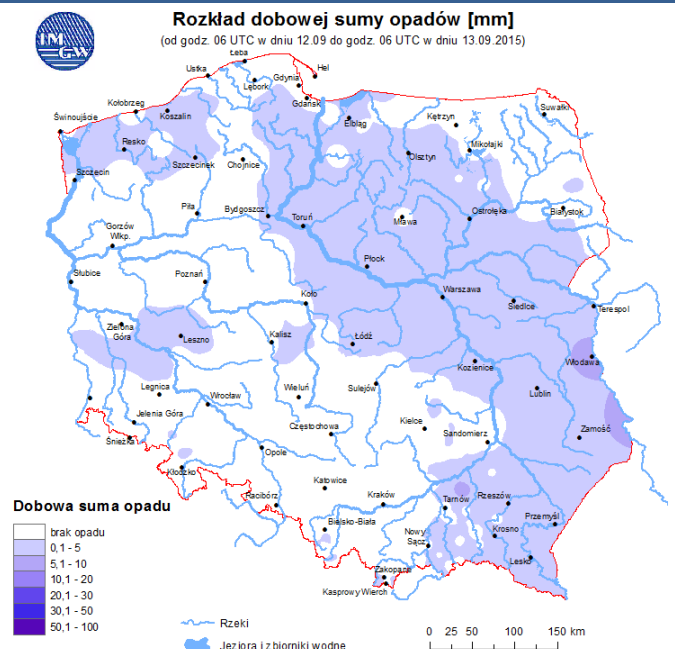 Rozkład dobowej sumy opadów [mm]
(od godz. 06 UTC w dniu 12.09 do godz. 06 UTC w dniu 13.09.2015)
IM
GW
Łeba
Ustka
Hel
Gdynia
Lębork
Gdańsk
Kołobrzeg
Koszalin
Suwałki
Świnoujście
Elbląg
Kętrzyn
Resko
Mikołajki
Szczecinek
Chojnice
Olsztyn
Szczecin
Piła
Bydgoszcz
Toruń
Mława
Ostrołęka
Białystok
Gorzów
Wlkp.
Płock
Słubice
Poznań
Warszawa
Koło
Siedlce
Terespol
Zielona
Góra
Leszno
Kalisz
Łódź
Włodawa
Kozienice
Legnica
Wrocław
Wieluń
Sulejów
Lublin
Jelenia Góra
Częstochowa
Kielce
Sandomierz
Zamość
Śnieżka
Opole
Kłodzko
Katowice
Racibórz
Kraków
Tarnów
Rzeszów
Bielsko-Biała
Przemyśl
Nowy
Sącz
Krosno
Lesko
Zakopane
Kasprowy Wierch
Dobowa suma opadu
brak opadu
0,1 - 5
5,1 - 10
10,1 - 20
20,1 - 30
30,1 - 50
50,1 - 100
Rzeki
Jeziora i zbiorniki wodne
0 25 50 100 150 km